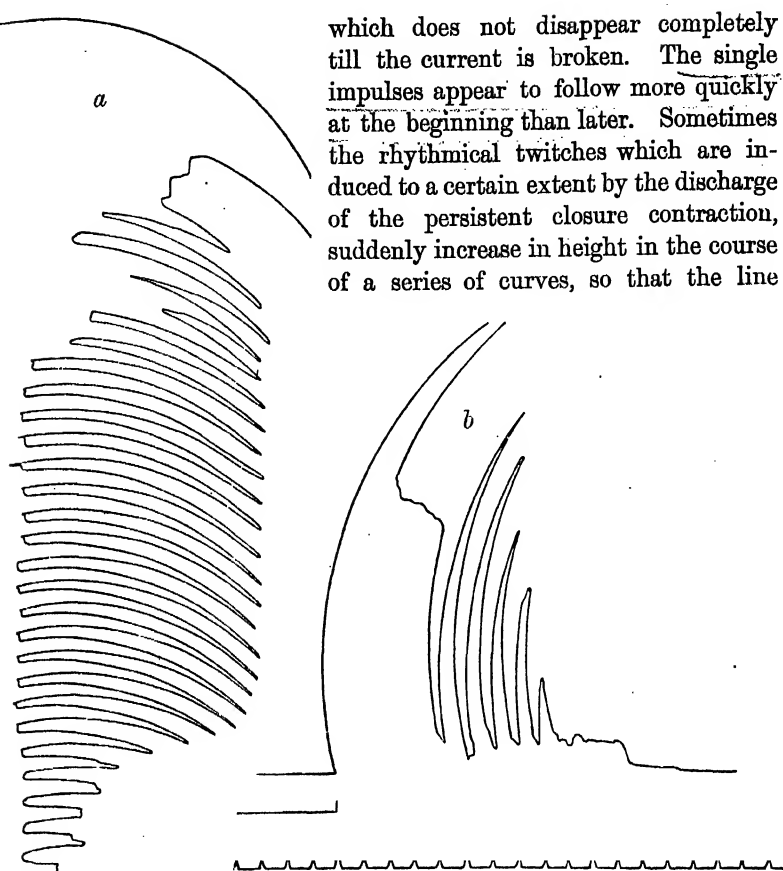 which does not disappear completely
till the current is broken. The single
impulses appear to follow more quickly
at the beginning than later. Sometimes
the rhythmical twitches which are in-
duced to a certain extent by the discharge
of the persistent closure contraction,
suddenly increase in height in the course
of a series of curves, so that the line
a
b